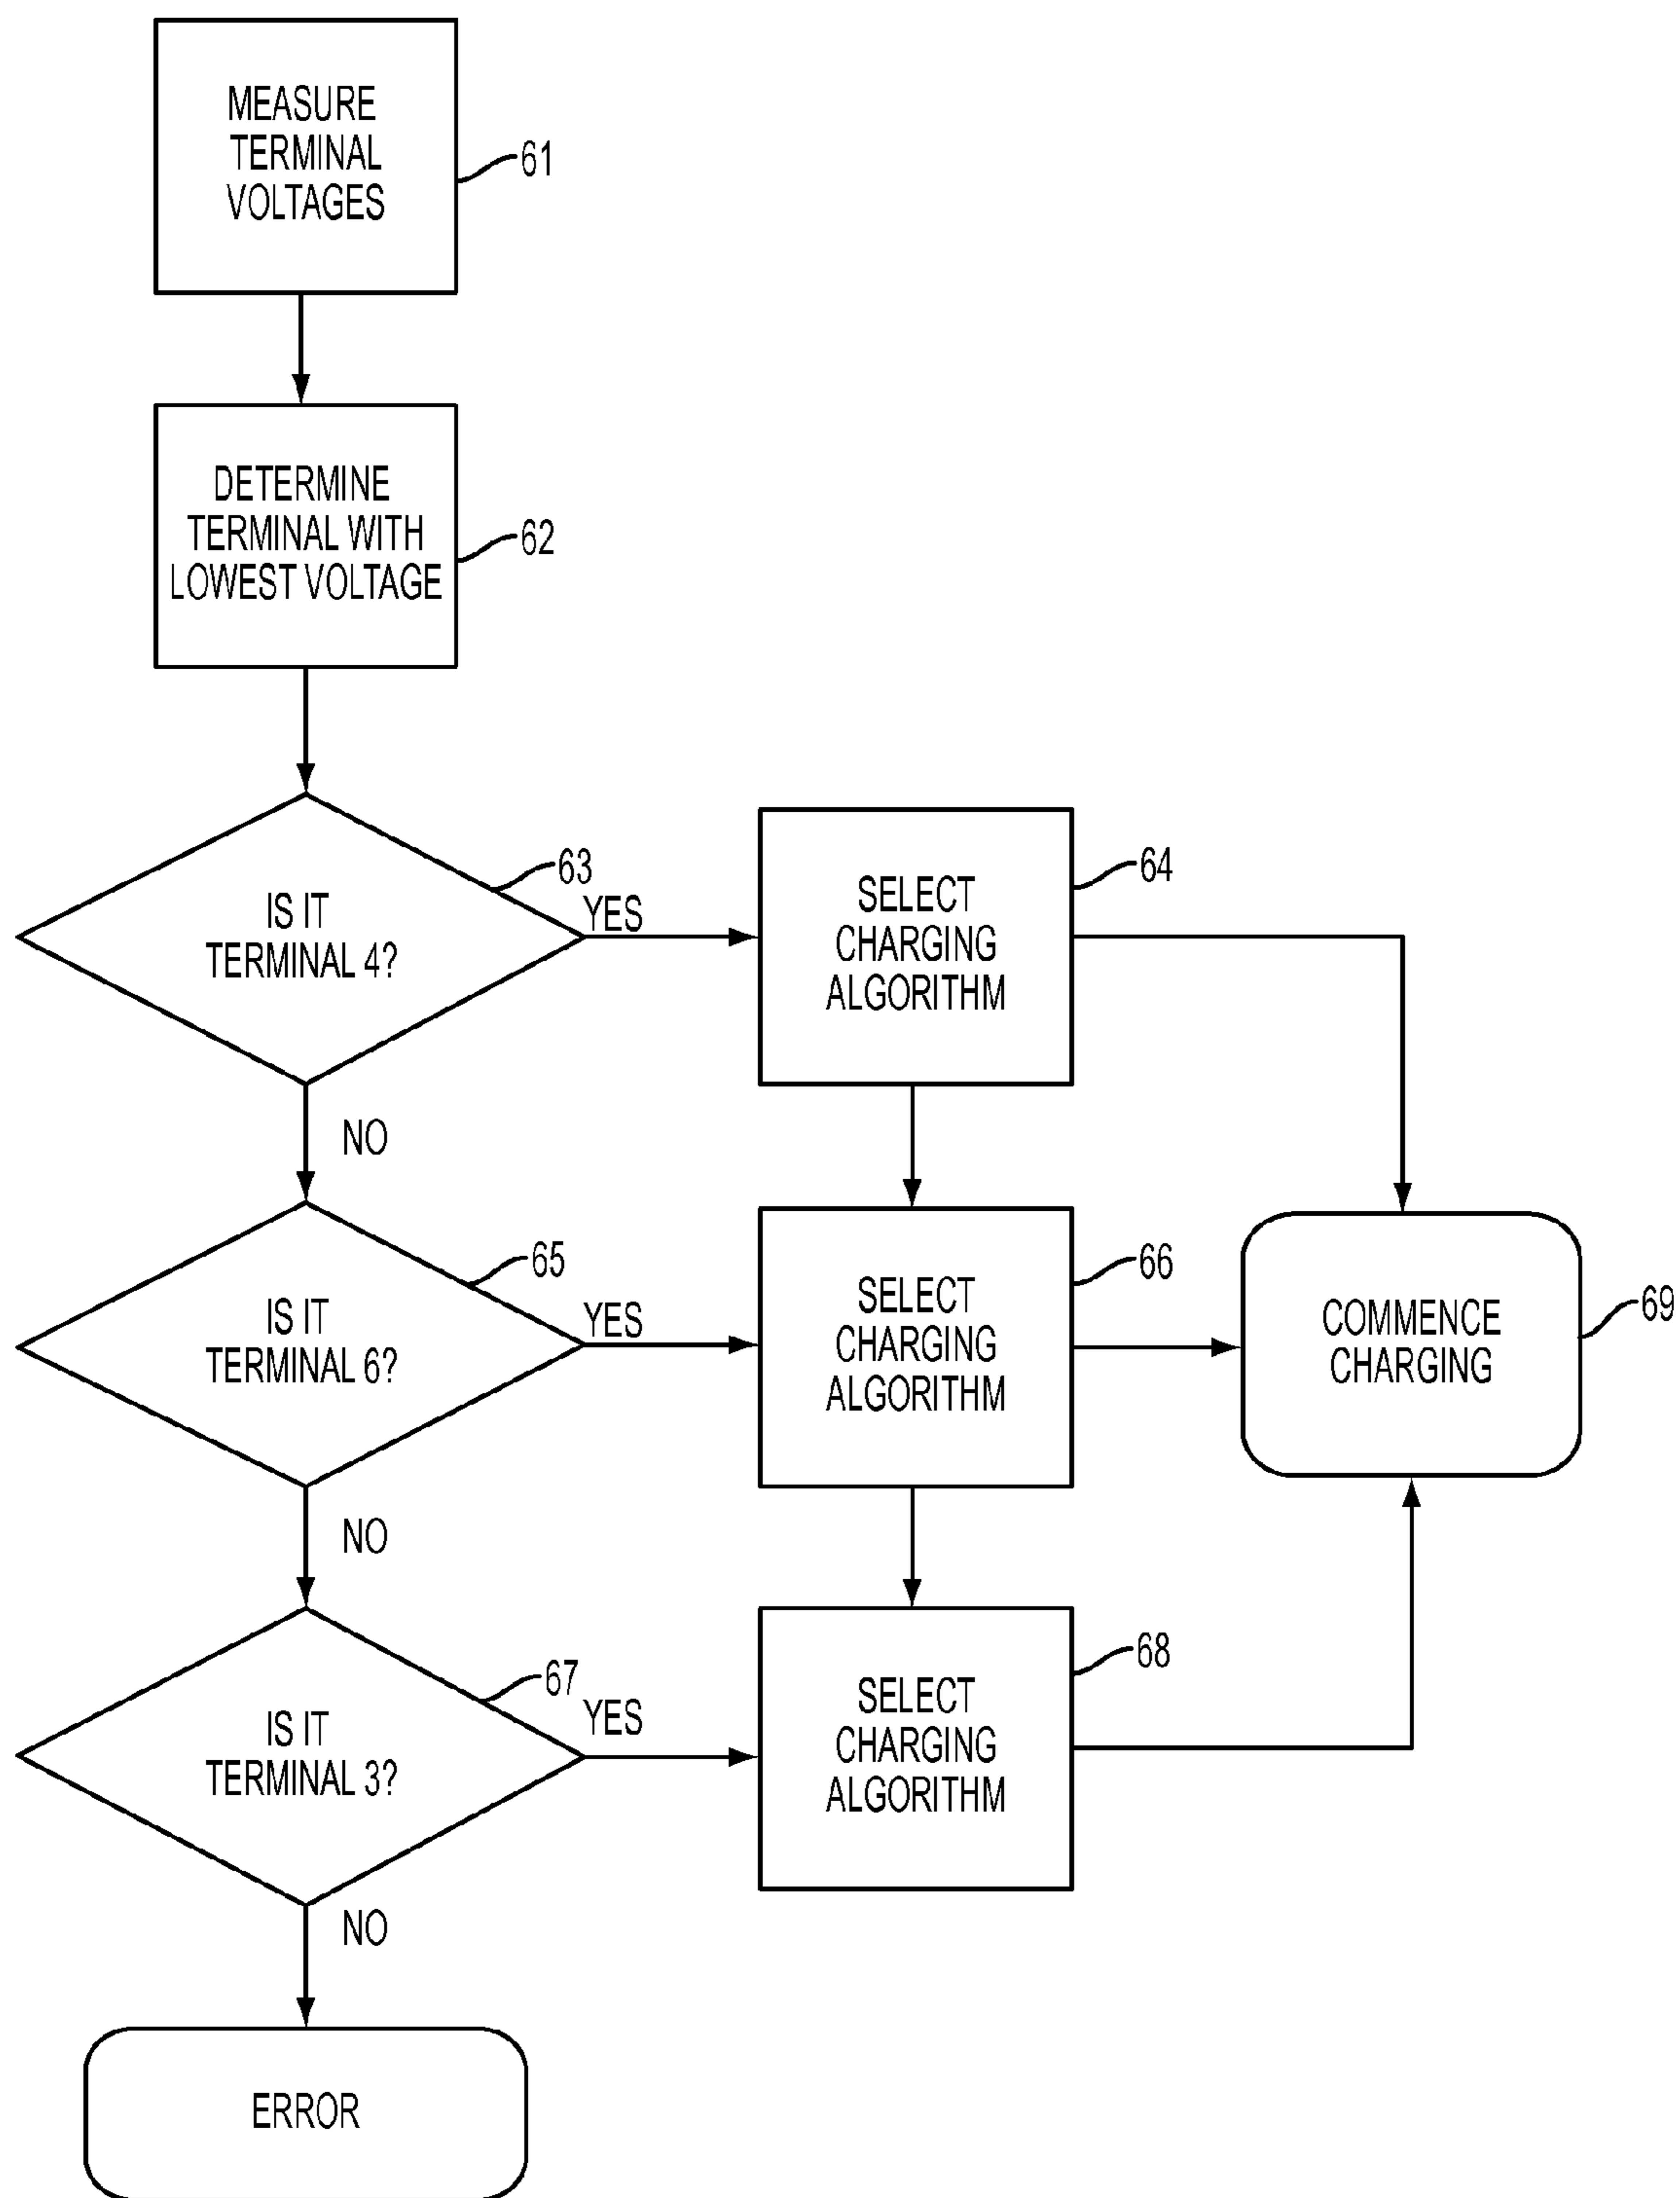 MEASURE
TERMINAL
VOLTAGES
61
DETERMINE
TERMINAL WITH
LOWEST VOLTAGE
62
IS IT
TERMINAL 4?
63
YES
SELECT
CHARGING
ALGORITHM
64
NO
IS IT
TERMINAL 6?
65
YES
SELECT
CHARGING
ALGORITHM
66
COMMENCE
CHARGING
69
NO
IS IT
TERMINAL 3?
67
YES
SELECT
CHARGING
ALGORITHM
68
NO
ERROR